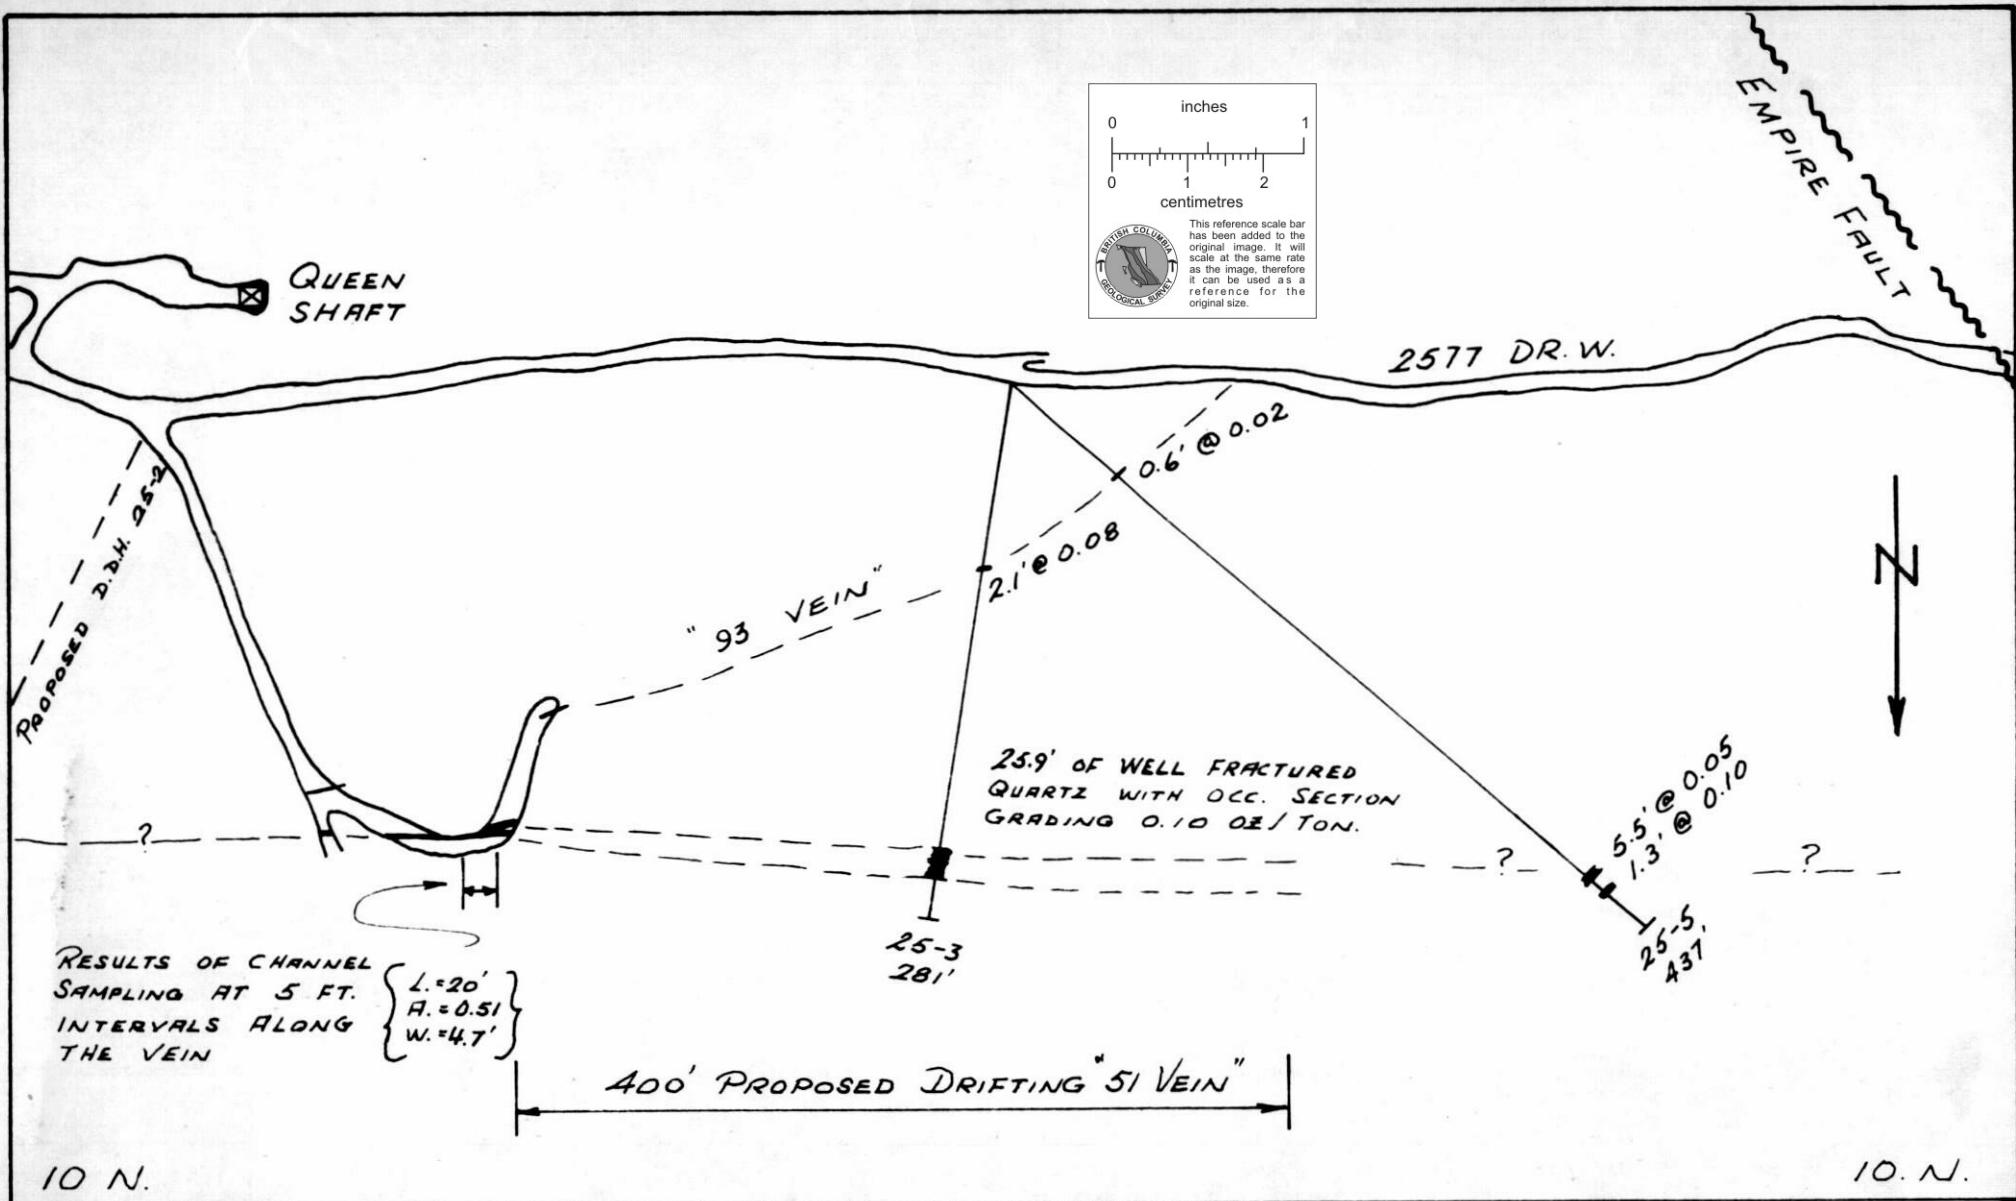 inches
0 1
0 1 2
centimetres
BRITISH COLUMBIA
GEOLOGICAL SURVEY
This reference scale bar
has been added to the
original image. It will
scale at the same rate
as the image, therefore
it can be used as a
reference for the
original size.
EMPIRE FAULT
QUEEN
SHAFT
2577 DR. W.
0.6' @ 0.02
2.1' @ 0.08
PROPOSED D.D.H. 25-2
" 93 VEIN "
N
25.9' OF WELL FRACTURED
QUARTZ WITH OCC. SECTION
GRADING 0.10 OZ/TON.
5.5' @ 0.05
1.3' @ 0.10
?
?
?
25-3
281'
25-5
437'
RESULTS OF CHANNEL
SAMPLING AT 5 FT.
INTERVALS ALONG
THE VEIN
L.=20'
A.=0.51
W.=4.7'
400' PROPOSED DRIFTING "51 VEIN"
10 N.
10. N.